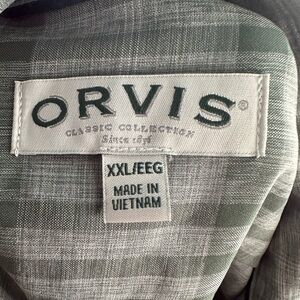 ORVIS®
CLASSIC COLLECTION
Since 1856
XXL/EEG
MADE IN
VIETNAM